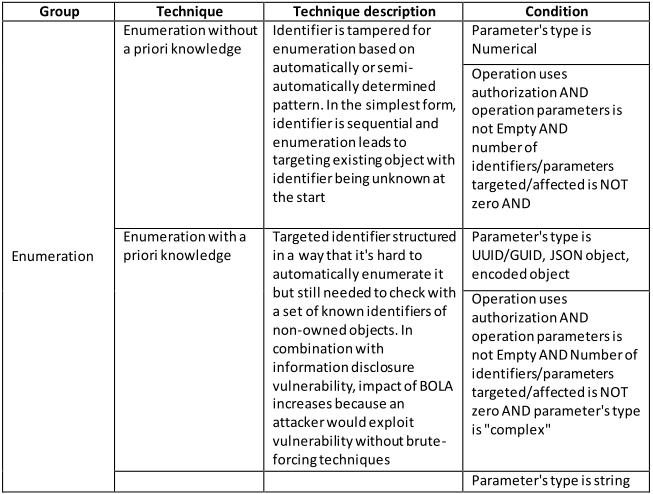 Group
Technique
Technique description
Condition
Enumeration
Enumeration without
a priori knowledge
Identifier is tampered for
enumeration based on
automatically or semi-
automatically determined
pattern. In the simplest form,
identifier is sequential and
enumeration leads to
targeting existing object with
identifier being unknown at
the start
Parameter's type is
Numerical
Operation uses
authorization AND
operation parameters is
not Empty AND
number of
identifiers/parameters
targeted/affected is NOT
zero AND
Enumeration with a
priori knowledge
Targeted identifier structured
in a way that it's hard to
automatically enumerate it
but still needed to check with
a set of known identifiers of
non-owned objects. In
combination with
information disclosure
vulnerability, impact of BOLA
increases because an
attacker would exploit
vulnerability without brute-
forcing techniques
Parameter's type is
UUID/GUID, JSON object,
encoded object
Operation uses
authorization AND
operation parameters is
not Empty AND Number of
identifiers/parameters
targeted/affected is NOT
zero AND parameter's type
is "complex"
Parameter's type is string